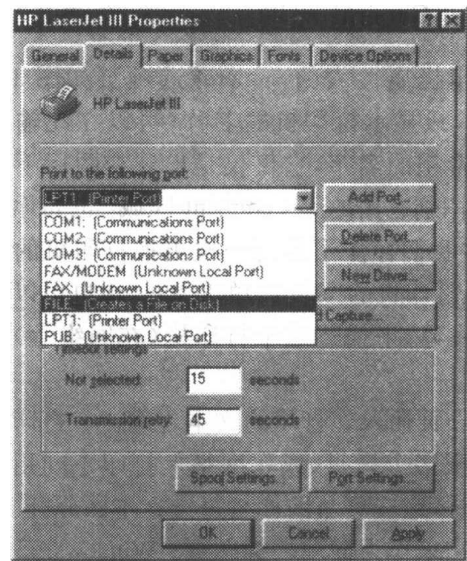 HP LaserJet III Properties
? X
General Details Paper Graphics Fonts Device Options
HP LaserJet III
Print to the following port:
LPT1: (Printer Port)
Add Port...
COM1: (Communications Port)
COM2: (Communications Port)
Delete Port...
COM3: (Communications Port)
FAX/MODEM (Unknown Local Port)
New Driver...
FAX: (Unknown Local Port)
FILE: (Creates a File on Disk)
LPT1: (Printer Port)
Capture...
PUB: (Unknown Local Port)
Timeout settings
Not selected: 15 seconds
Transmission retry: 45 seconds
Spool Settings... Port Settings...
OK Cancel Apply